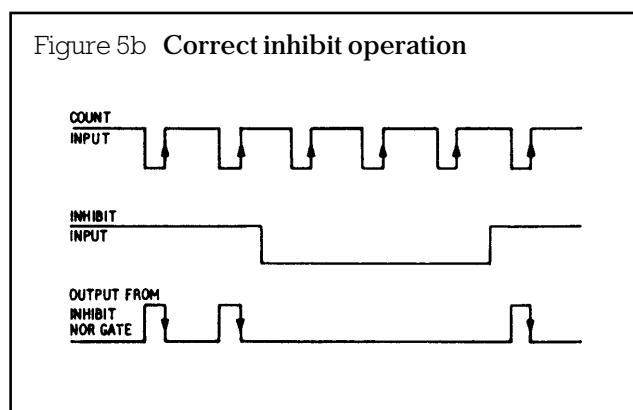 Figure 5b Correct inhibit operation
COUNT
INPUT
INHIBIT
INPUT
OUTPUT FROM
INHIBIT
NOR GATE